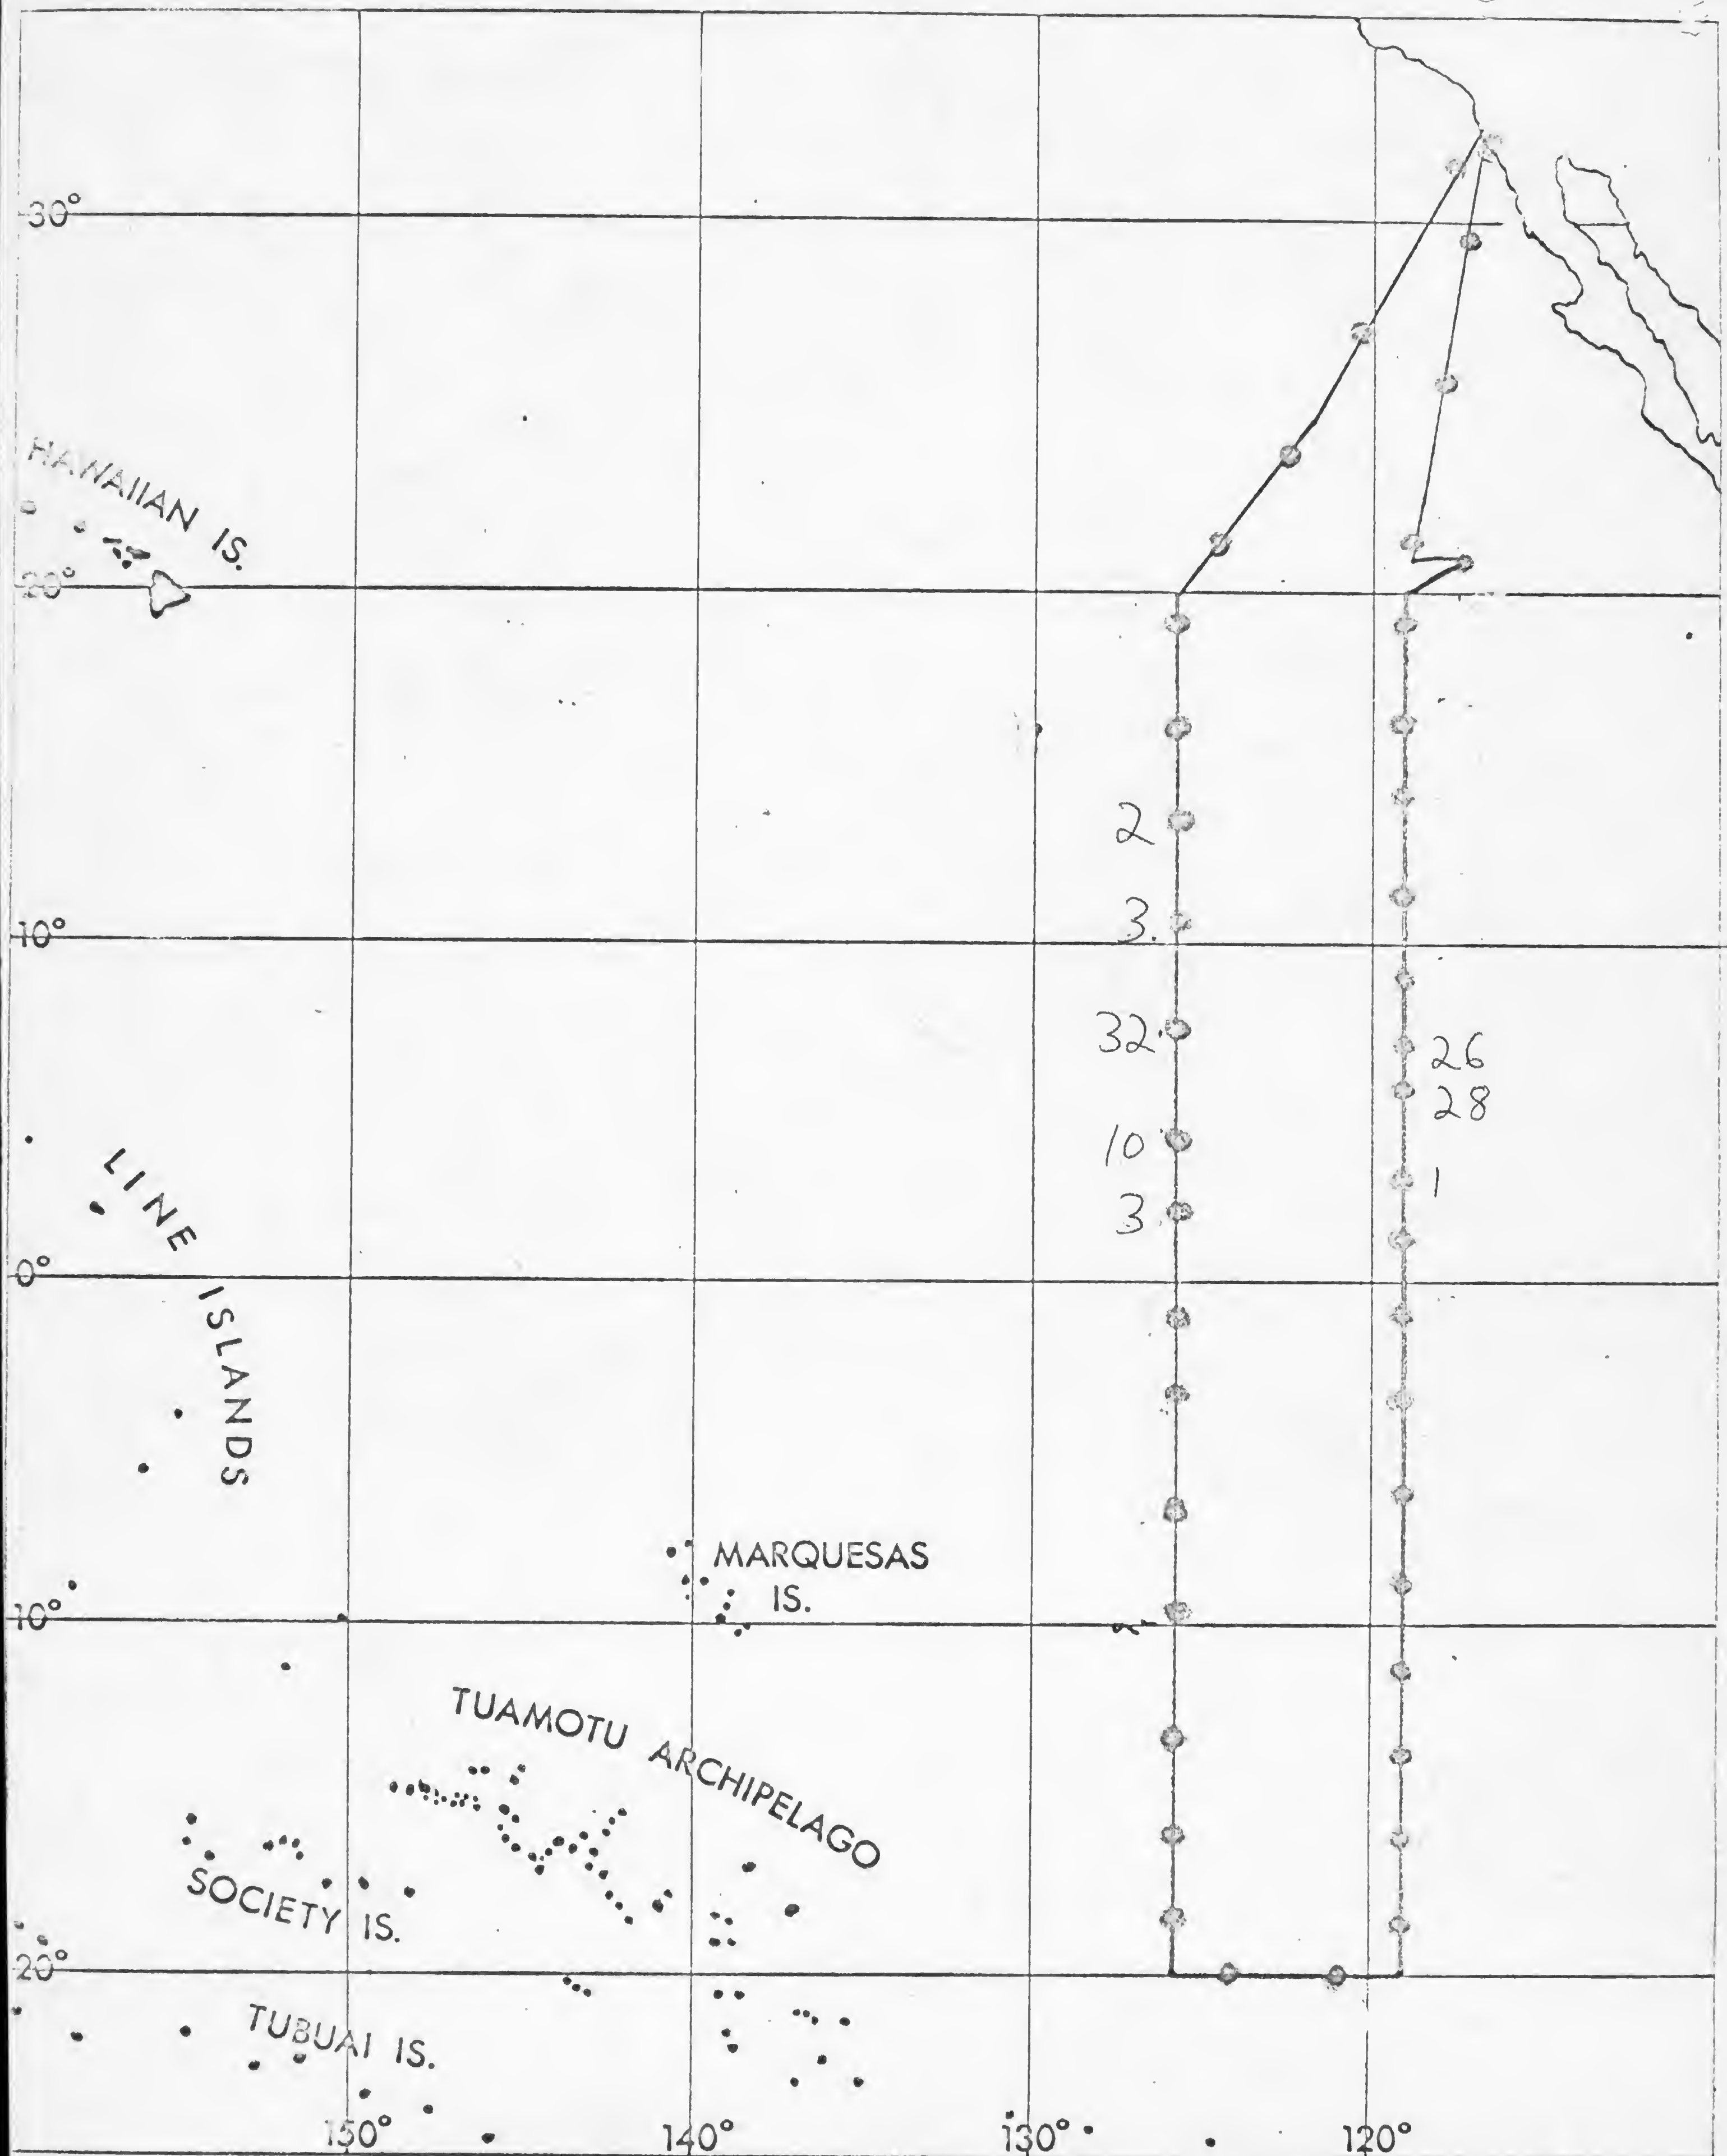 30°
HAWAIIAN IS.
20°
2
10°
3
32
26
28
10
1
3
LINE ISLANDS
0°
MARQUESAS
IS.
10°
TUAMOTU ARCHIPELAGO
SOCIETY IS.
20°
TUBUAI IS.
150° 140° 130° 120°